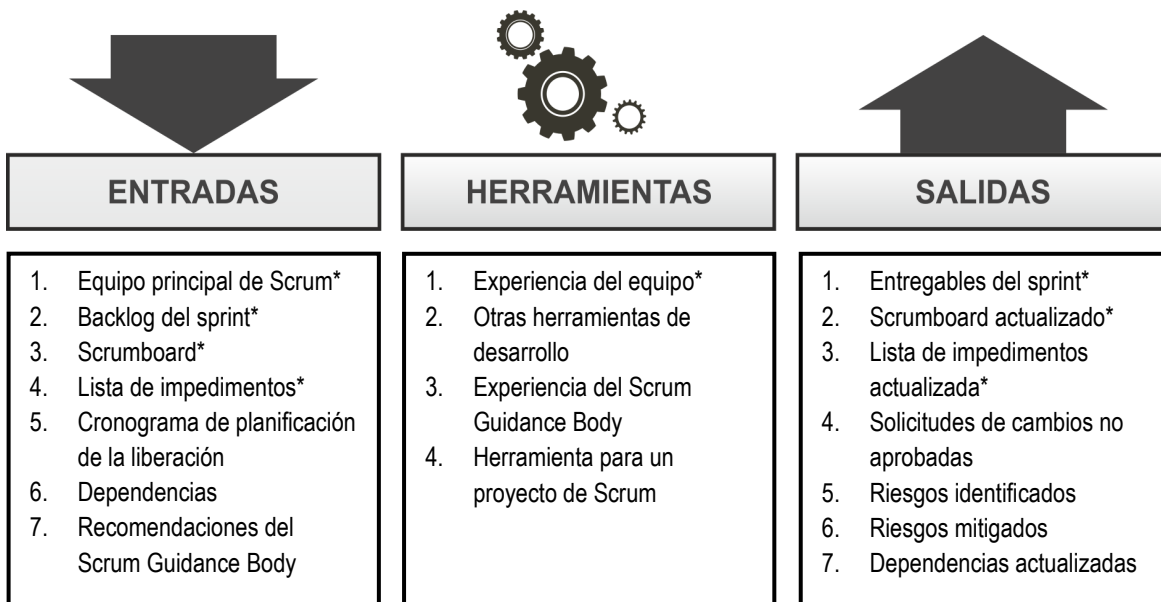 ENTRADAS
1. Equipo principal de Scrum*
2. Backlog del sprint*
3. Scrumboard*
4. Lista de impedimentos*
5. Cronograma de planificación
de la liberación
6. Dependencias
7. Recomendaciones del
Scrum Guidance Body
HERRAMIENTAS
1. Experiencia del equipo*
2. Otras herramientas de
desarrollo
3. Experiencia del Scrum
Guidance Body
4. Herramienta para un
proyecto de Scrum
SALIDAS
1. Entregables del sprint*
2. Scrumboard actualizado*
3. Lista de impedimentos
actualizada*
4. Solicitudes de cambios no
aprobadas
5. Riesgos identificados
6. Riesgos mitigados
7. Dependencias actualizadas